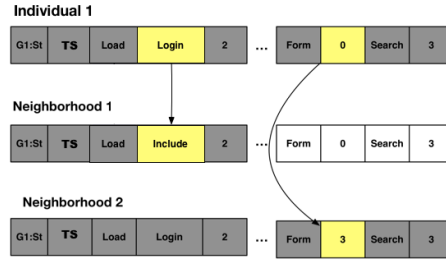 Individual 1
G1:St TS Load Login 2 ... Form 0 Search 3
Neighborhood 1
G1:St TS Load Include 2 ... Form 0 Search 3
Neighborhood 2
G1:St TS Load Login 2 ... Form 3 Search 3